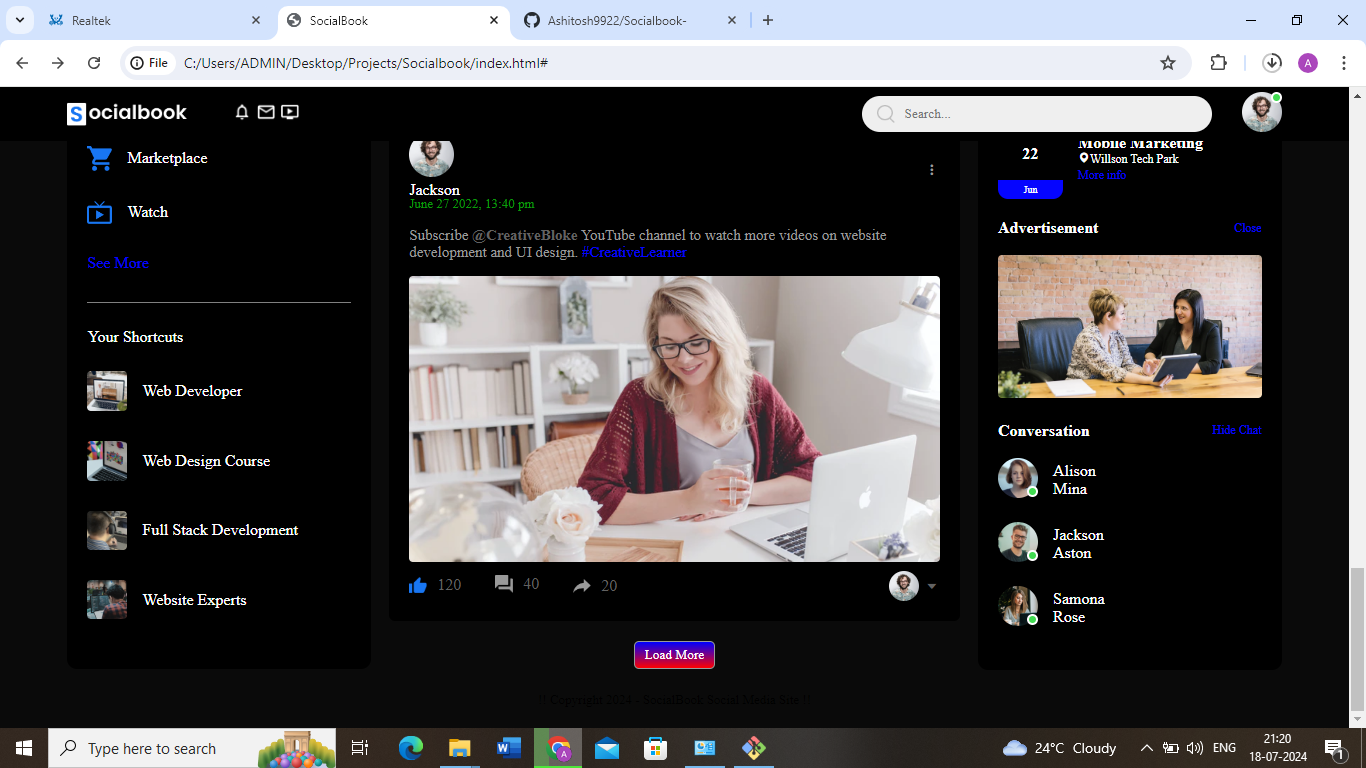 Realtek
SocialBook
Ashitosh9922/Socialbook-
File
C:/Users/ADMIN/Desktop/Projects/Socialbook/index.html#
A
Socialbook
Search...
Marketplace
Watch
See More
Your Shortcuts
Web Developer
Web Design Course
Full Stack Development
Website Experts
Jackson
June 27 2022, 13:40 pm
Subscribe @CreativeBloke YouTube channel to watch more videos on website
development and UI design. #CreativeLearner
120
40
20
Load More
Copyright 2024 - SocialBook Social Media Site
22
Jun
Mobile Marketing
Willson Tech Park
More info
Advertisement
Close
Conversation
Hide Chat
Alison
Mina
Jackson
Aston
Samona
Rose
Type here to search
A
24°C Cloudy
ENG
21:20
18-07-2024
1